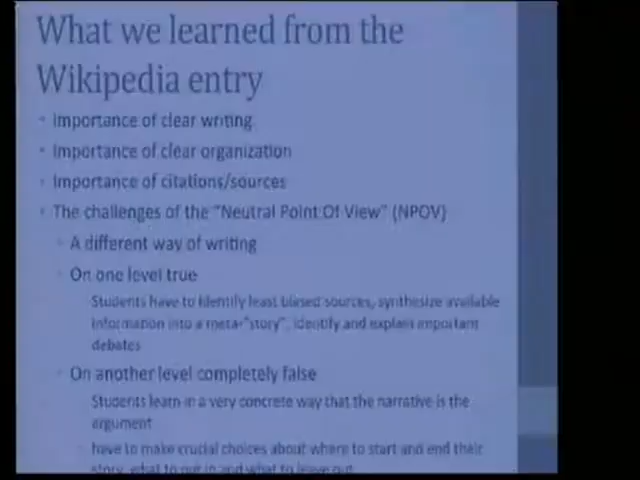 What we learned from the
Wikipedia entry
Importance of clear writing
Importance of clear organization
Importance of citations/sources
The challenges of the "Neutral Point Of View" (NPOV)
A different way of writing
On one level true
Students have to identify least biased sources, synthesize available
information into a meta-"story", identify and explain important
debates
On another level completely false
Students learn in a very concrete way that the narrative is the
argument
have to make crucial choices about where to start and end their
story, what to put in and what to leave out